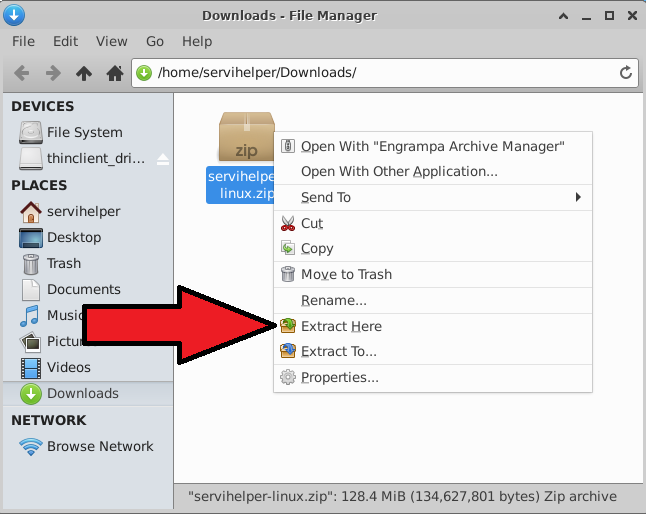 Downloads - File Manager
File Edit View Go Help
/home/servihelper/Downloads/
DEVICES
File System
thinclient_dri...
PLACES
servihelper
Desktop
Trash
Documents
Music
Videos
Downloads
NETWORK
Browse Network
zip
linux.zip
Open With "Engrampa Archive Manager"
Open With Other Application...
Send To
Cut
Copy
Move to Trash
Rename...
Extract Here
Extract To...
Properties...
"servihelper-linux.zip": 128.4 MiB (134,627,801 bytes) Zip archive